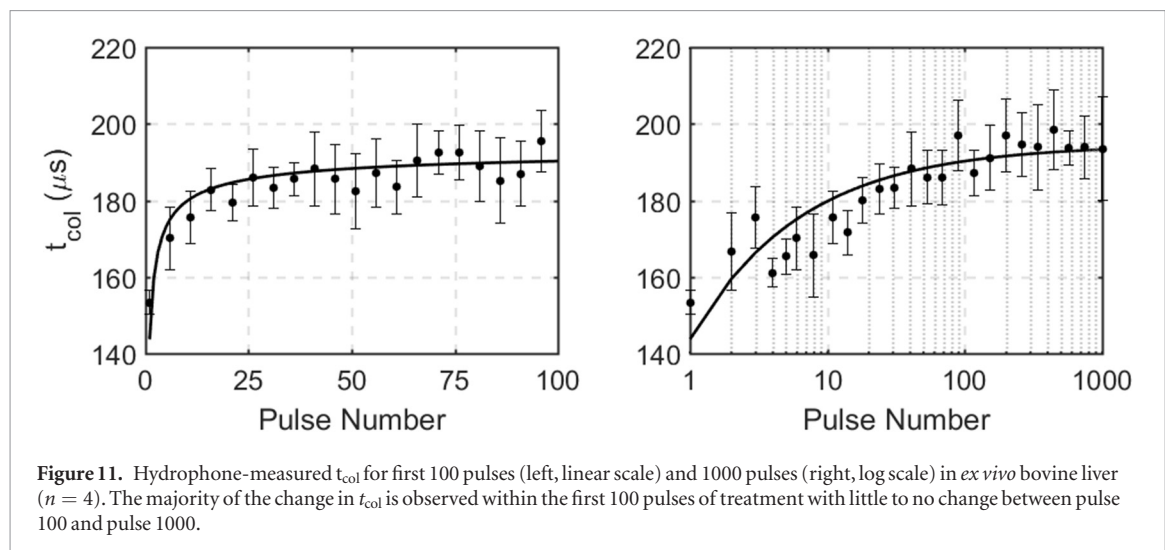 220
200
180
160
140
t_col (μs)
0 25 50 75 100
Pulse Number
220
200
180
160
140
1 10 100 1000
Pulse Number
Figure 11. Hydrophone-measured t_col for first 100 pulses (left, linear scale) and 1000 pulses (right, log scale) in ex vivo bovine liver
(n = 4). The majority of the change in t_col is observed within the first 100 pulses of treatment with little to no change between pulse
100 and pulse 1000.